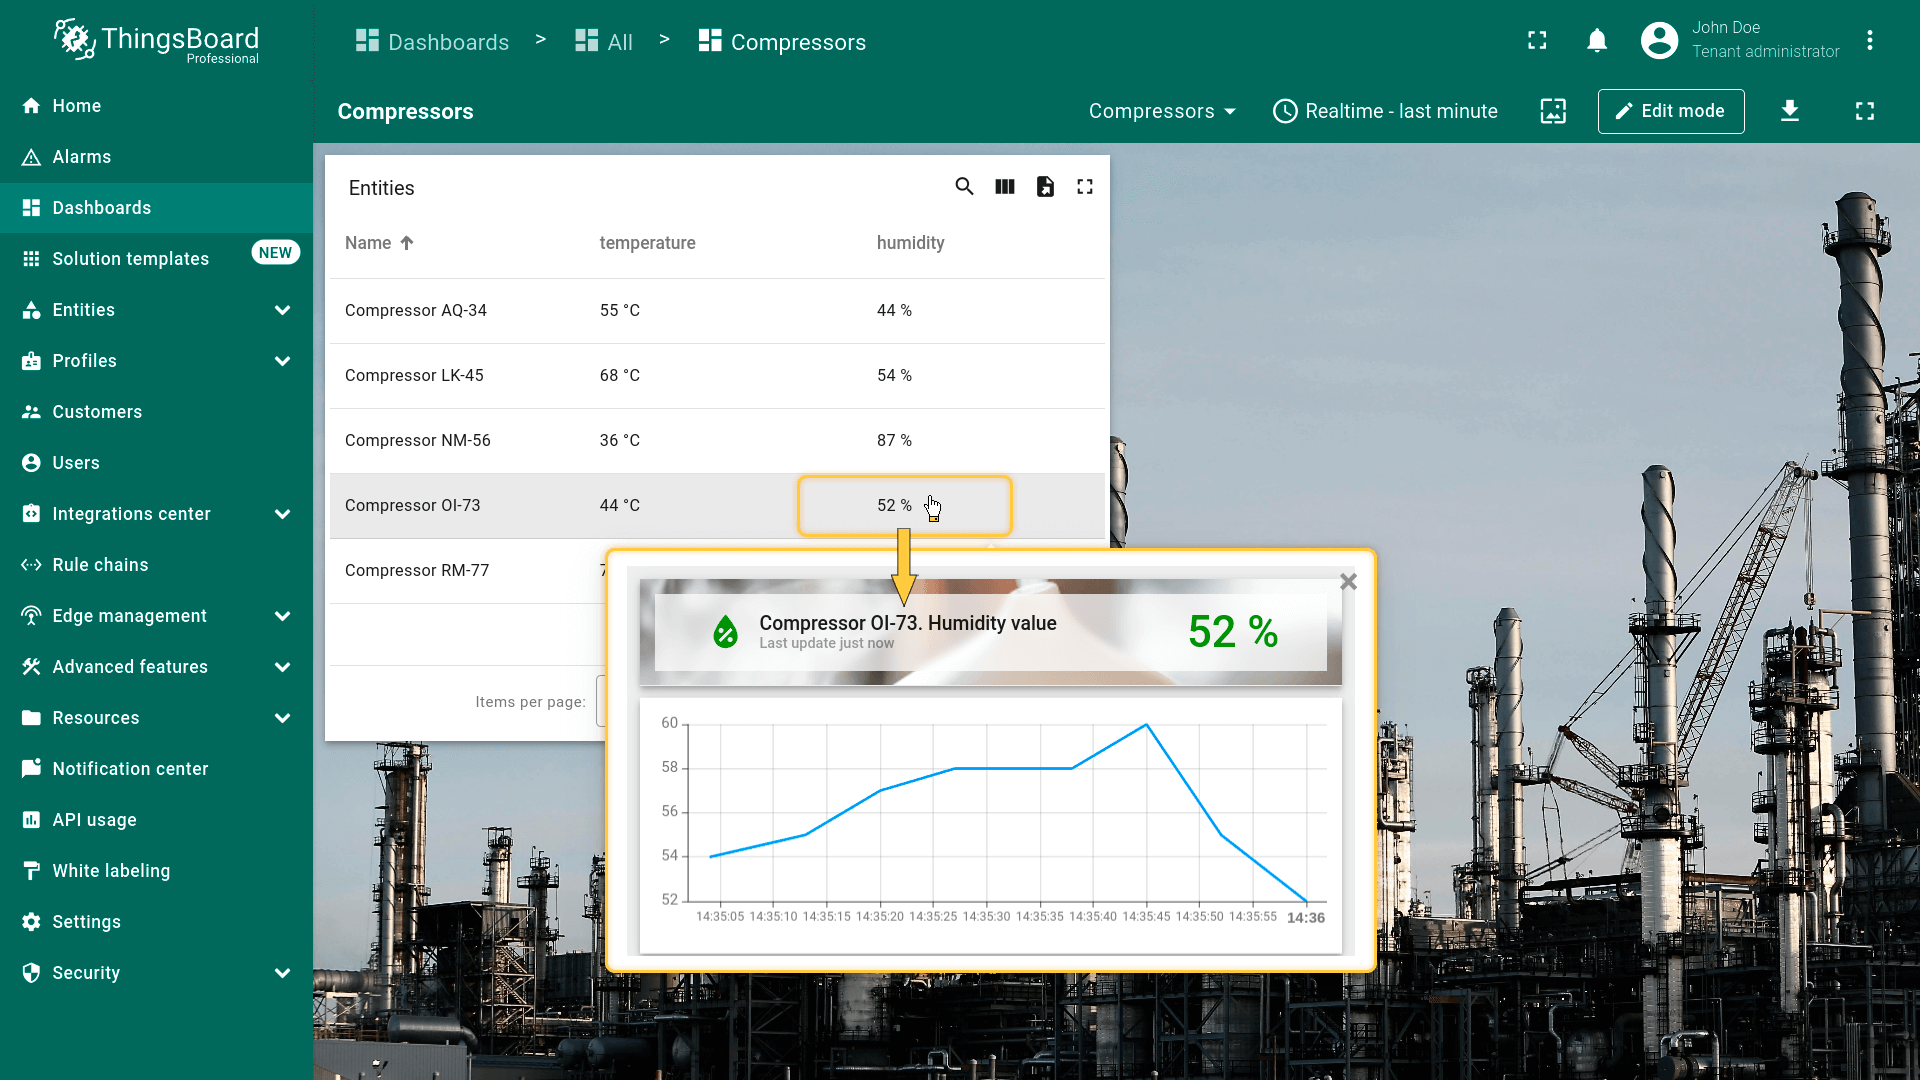 ThingsBoard
Professional
Dashboards > All > Compressors
John Doe
Tenant administrator
Compressors
Compressors
Realtime - last minute
Edit mode
Home
Alarms
Dashboards
Solution templates
NEW
Entities
Profiles
Customers
Users
Integrations center
Rule chains
Edge management
Advanced features
Resources
Notification center
API usage
White labeling
Settings
Security
Entities
Name temperature humidity
Compressor AQ-34 55 °C 44 %
Compressor LK-45 68 °C 54 %
Compressor NM-56 36 °C 87 %
Compressor OI-73 44 °C 52 %
Compressor RM-77
Items per page:
Compressor OI-73. Humidity value
Last update just now
52 %
60
58
56
54
52
14:35:05 14:35:10 14:35:15 14:35:20 14:35:25 14:35:30 14:35:35 14:35:40 14:35:45 14:35:50 14:35:55 14:36